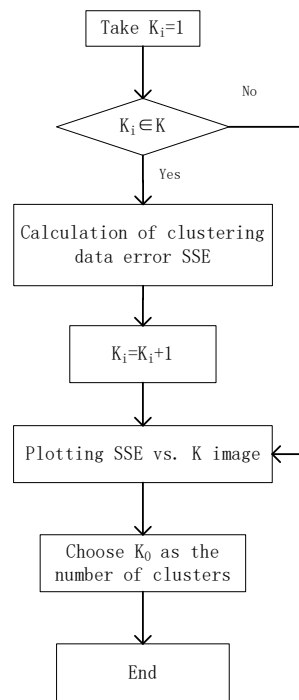 Take Kᵢ=1
No
Kᵢ∈K
Yes
Calculation of clustering
data error SSE
Kᵢ=Kᵢ+1
Plotting SSE vs. K image
Choose K₀ as the
number of clusters
End